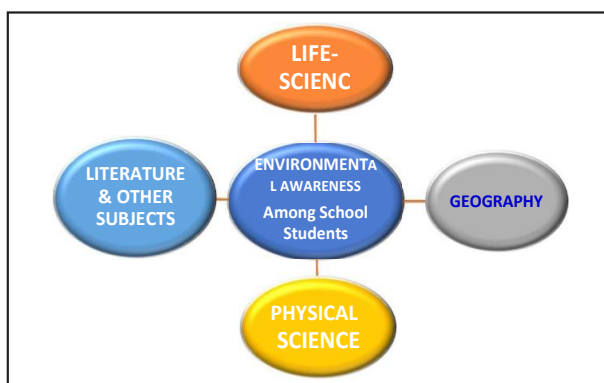 LIFE-
SCIENC
LITERATURE
& OTHER
SUBJECTS
ENVIRONMENTA
L AWARENESS
Among School
Students
GEOGRAPHY
PHYSICAL
SCIENCE